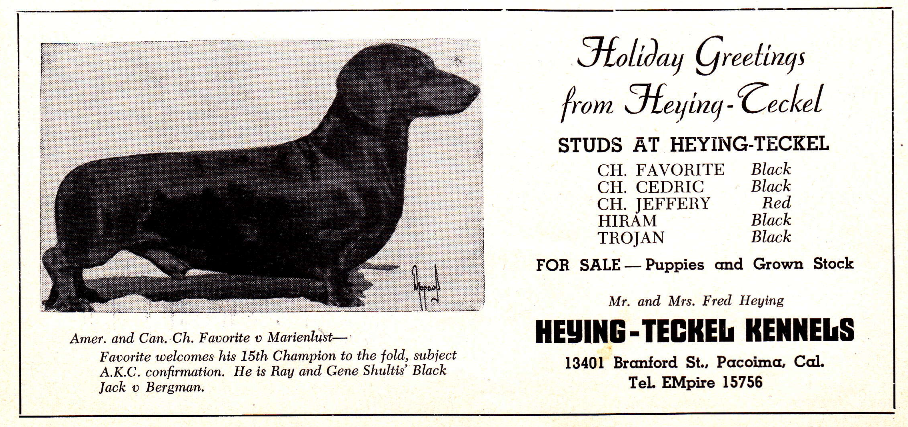 Amer. and Can. Ch. Favorite v Marienlust—
Favorite welcomes his 15th Champion to the fold, subject
A.K.C. confirmation. He is Ray and Gene Shultis' Black
Jack v Bergman.
Holiday Greetings
from Heying-Teckel
STUDS AT HEYING-TECKEL
CH. FAVORITE Black
CH. CEDRIC Black
CH. JEFFERY Red
HIRAM Black
TROJAN Black
FOR SALE — Puppies and Grown Stock
Mr. and Mrs. Fred Heying
HEYING-TECKEL KENNELS
13401 Branford St., Pacoima, Cal.
Tel. EMpire 15756